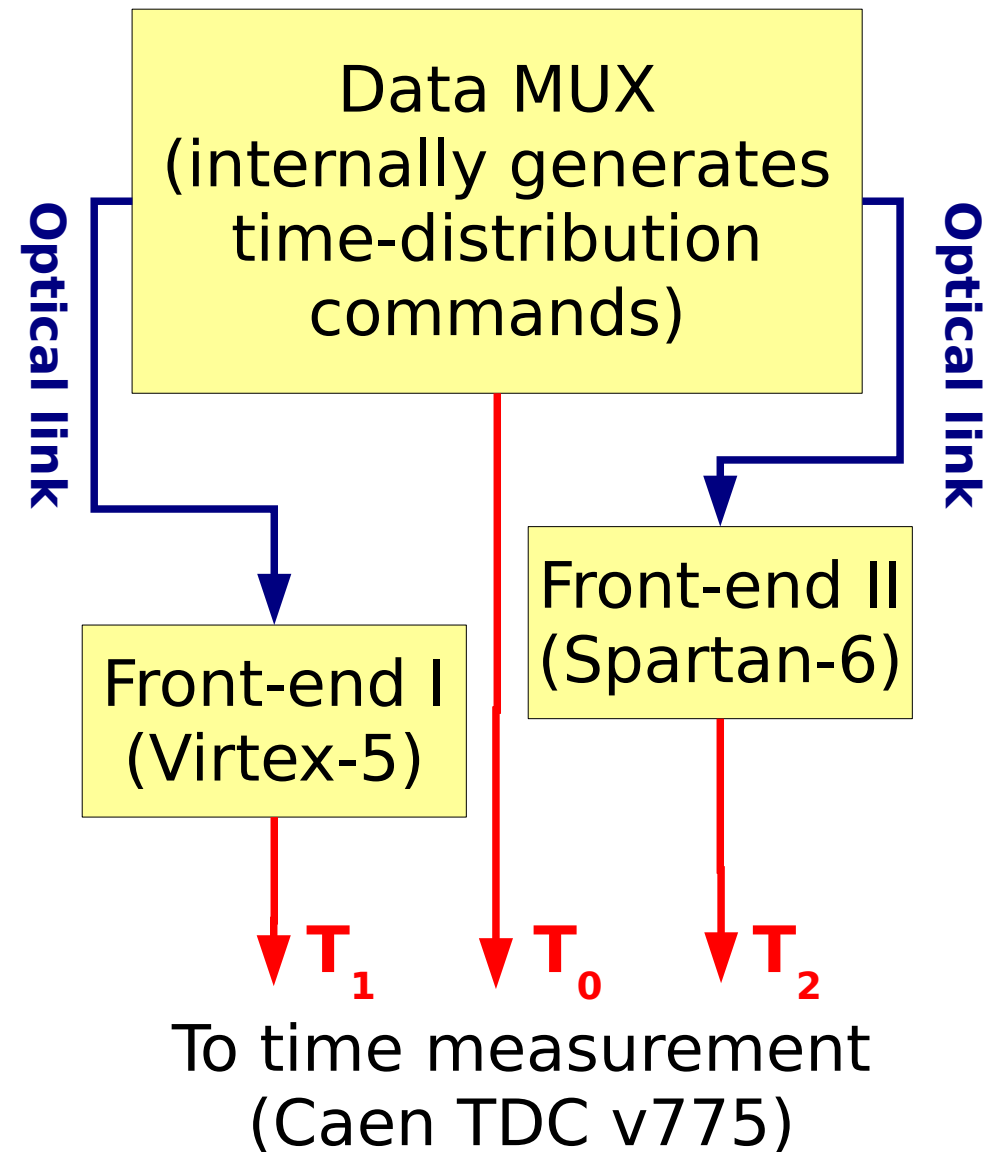 Data MUX
(internally generates
time-distribution
commands)
Optical link
Optical link
Front-end II
(Spartan-6)
Front-end I
(Virtex-5)
T1
T0
T2
To time measurement
(Caen TDC v775)